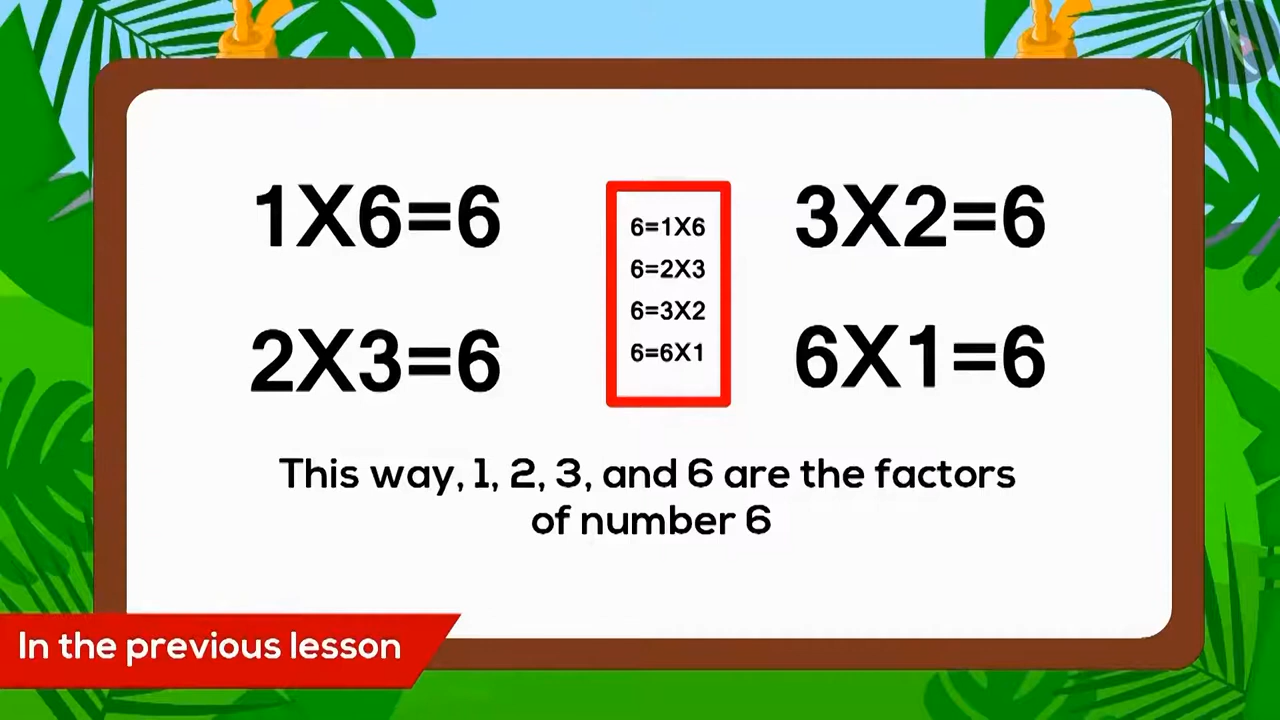 1X6=6
2X3=6
6=1X6
6=2X3
6=3X2
6=6X1
3X2=6
6X1=6
This way, 1, 2, 3, and 6 are the factors
of number 6
In the previous lesson